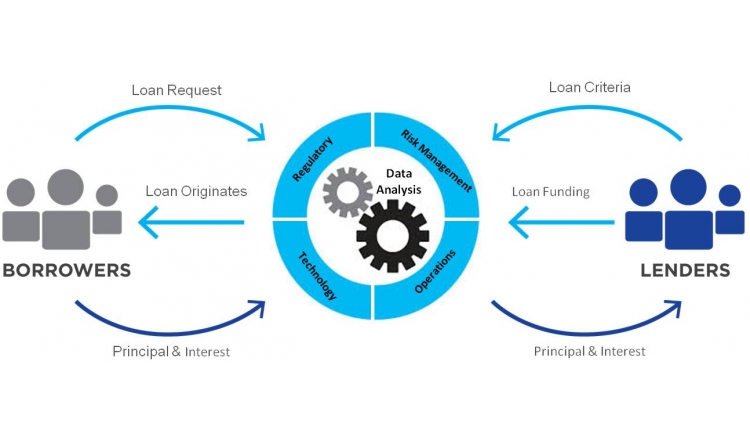 Loan Request
Loan Criteria
Regulatory
Risk Management
Data
Analysis
Loan Originates
Loan Funding
BORROWERS
LENDERS
Technology
Operations
Principal & Interest
Principal & Interest